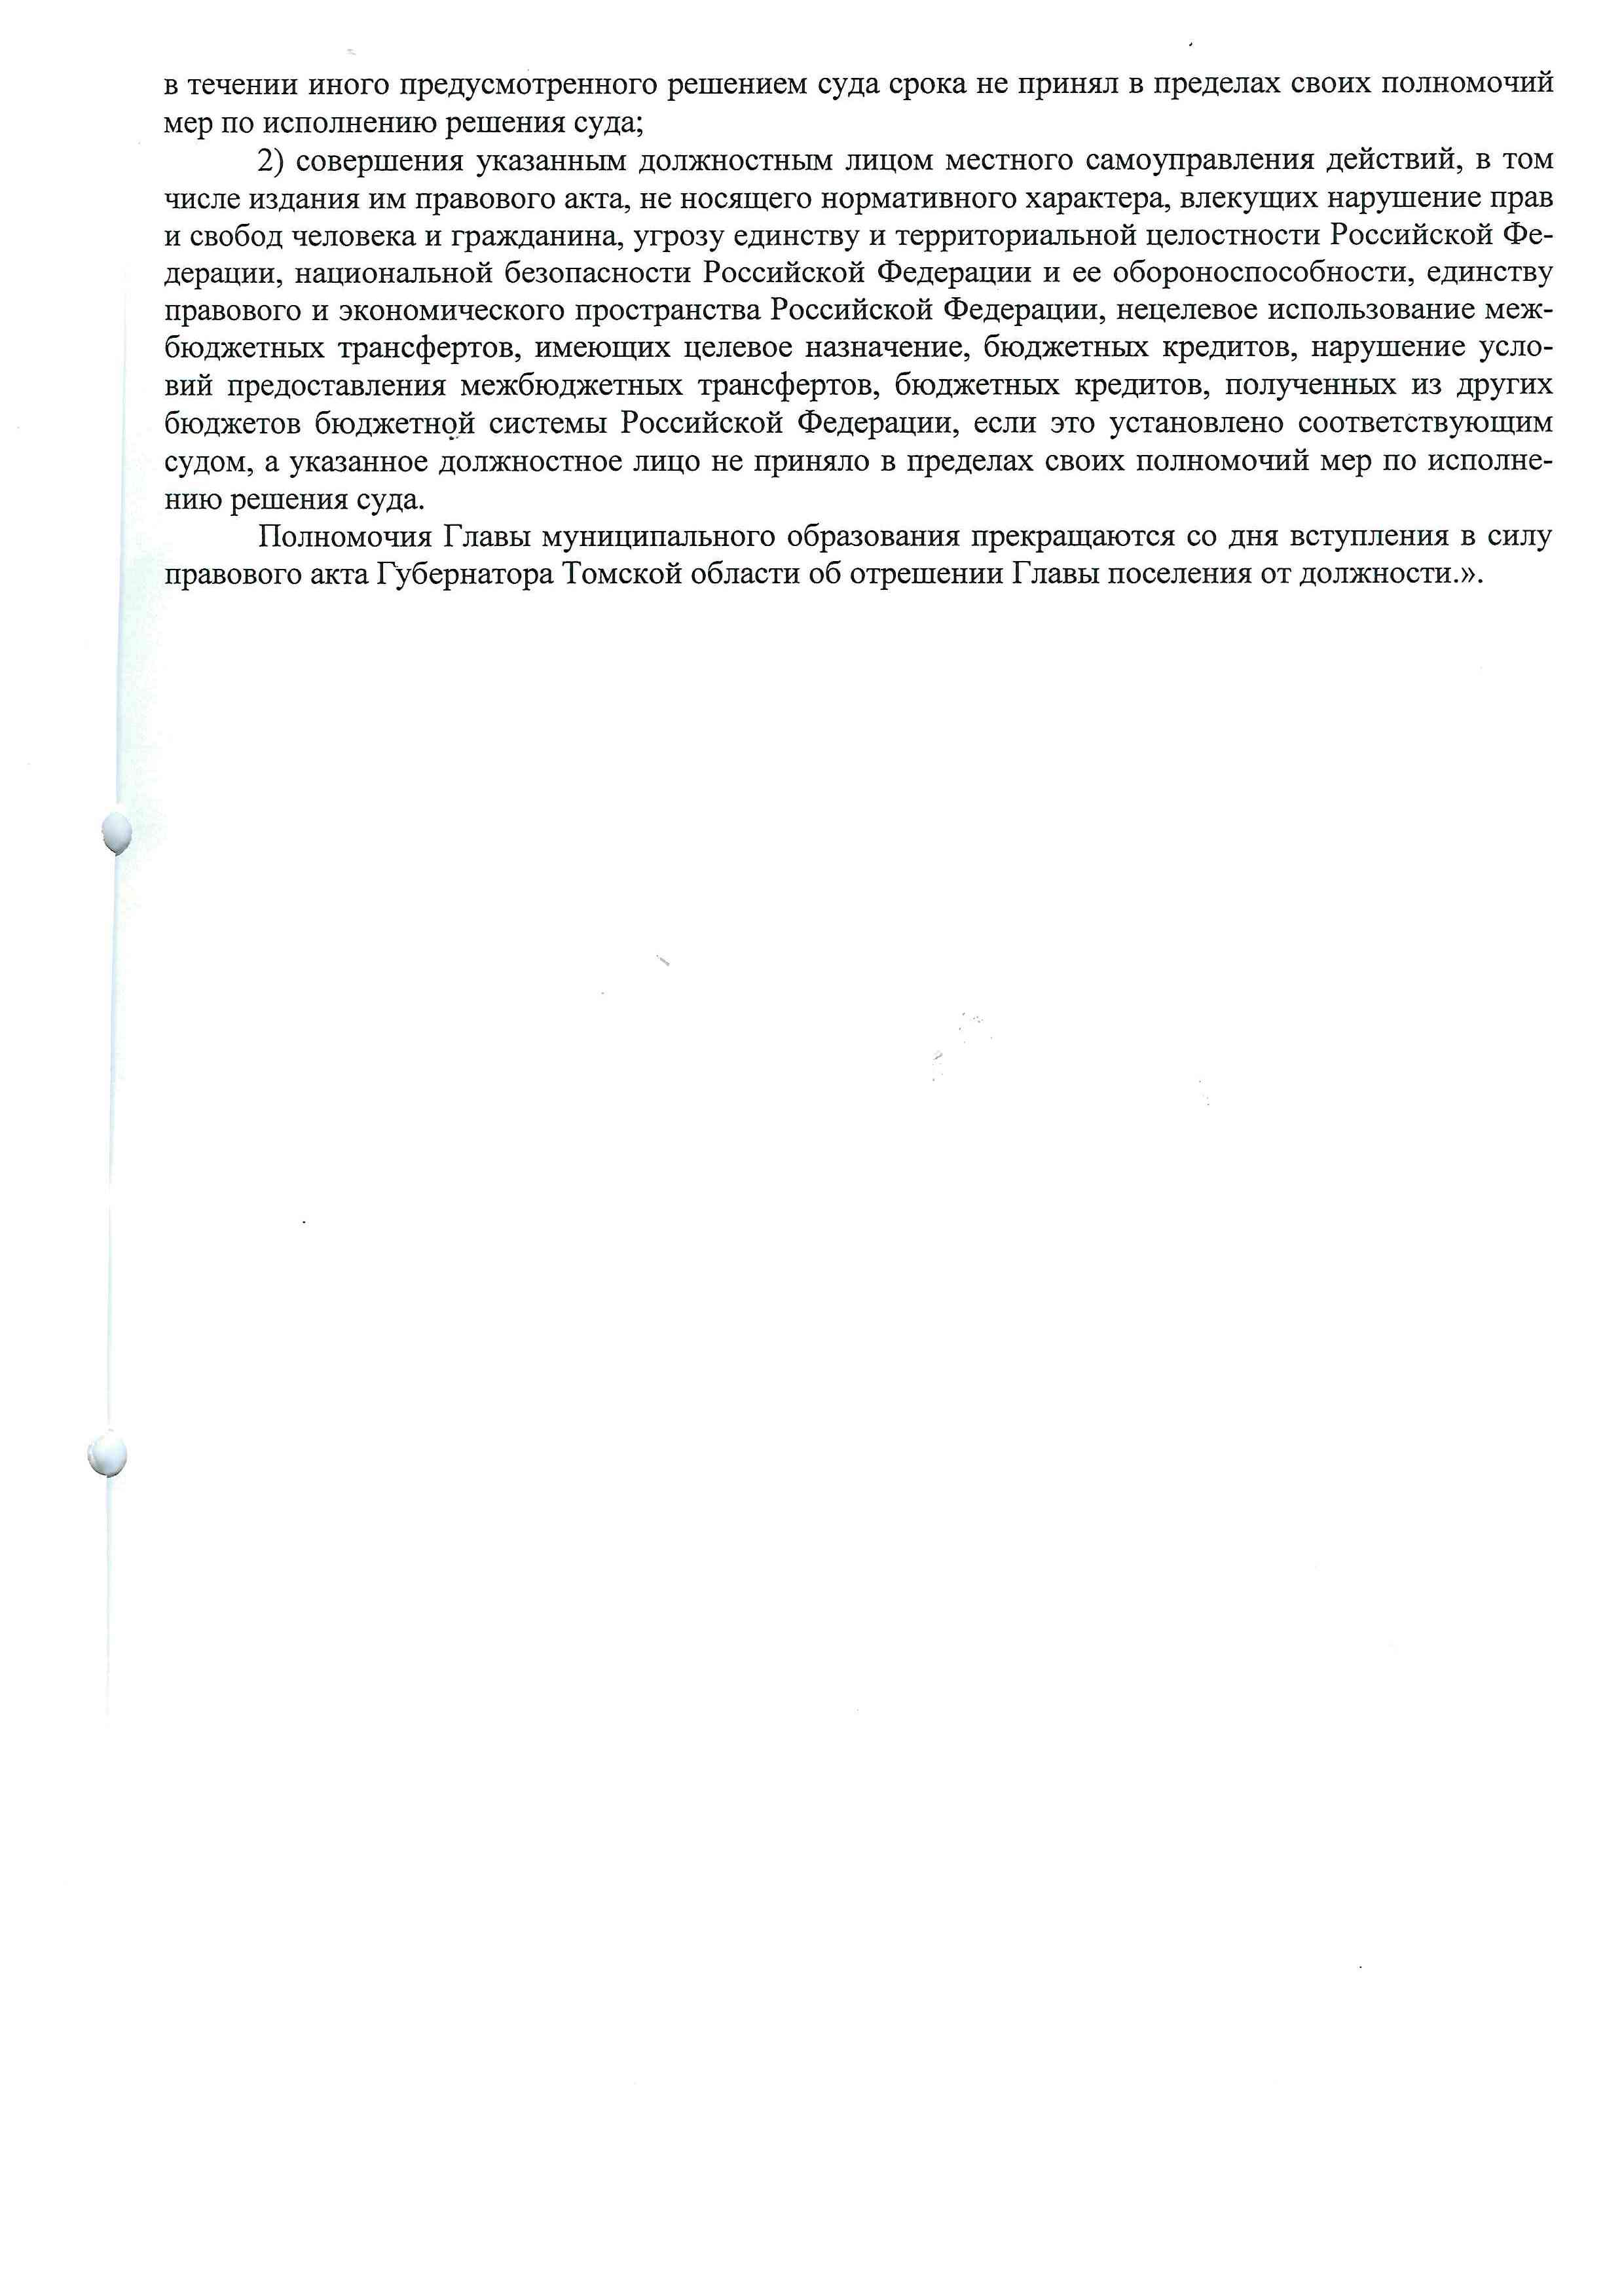 в течении иного предусмотренного решением суда срока не принял в пределах своих полномочий
мер по исполнению решения суда;
2) совершения указанным должностным лицом местного самоуправления действий, в том
числе издания им правового акта, не носящего нормативного характера, влекущих нарушение прав
и свобод человека и гражданина, угрозу единству и территориальной целостности Российской Фе-
дерации, национальной безопасности Российской Федерации и ее обороноспособности, единству
правового и экономического пространства Российской Федерации, нецелевое использование меж-
бюджетных трансфертов, имеющих целевое назначение, бюджетных кредитов, нарушение усло-
вий предоставления межбюджетных трансфертов, бюджетных кредитов, полученных из других
бюджетов бюджетной системы Российской Федерации, если это установлено соответствующим
судом, а указанное должностное лицо не приняло в пределах своих полномочий мер по исполне-
нию решения суда.
Полномочия Главы муниципального образования прекращаются со дня вступления в силу
правового акта Губернатора Томской области об отрешении Главы поселения от должности.».